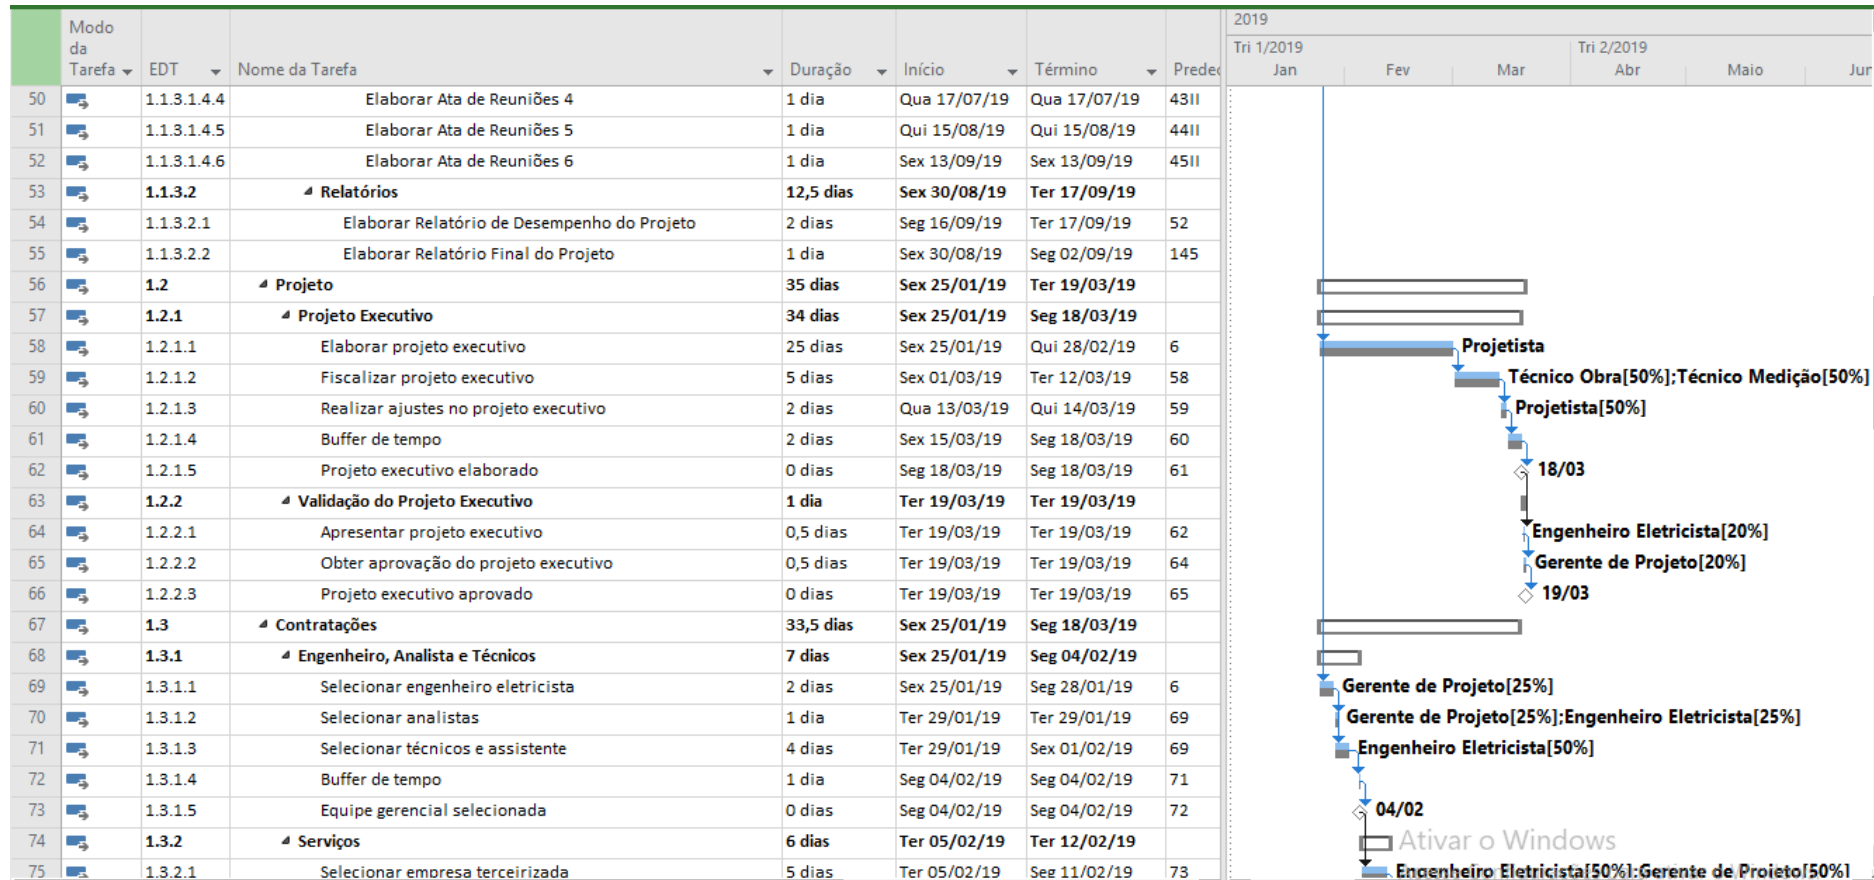 Modo da Tarefa EDT Nome da Tarefa Duração Início Término Predec
2019
Tri 1/2019 Tri 2/2019
Jan Fev Mar Abr Maio Jun
50 1.1.3.1.4.4 Elaborar Ata de Reuniões 4 1 dia Qua 17/07/19 Qua 17/07/19 43II
51 1.1.3.1.4.5 Elaborar Ata de Reuniões 5 1 dia Qui 15/08/19 Qui 15/08/19 44II
52 1.1.3.1.4.6 Elaborar Ata de Reuniões 6 1 dia Sex 13/09/19 Sex 13/09/19 45II
53 1.1.3.2 Relatórios 12,5 dias Sex 30/08/19 Ter 17/09/19
54 1.1.3.2.1 Elaborar Relatório de Desempenho do Projeto 2 dias Seg 16/09/19 Ter 17/09/19 52
55 1.1.3.2.2 Elaborar Relatório Final do Projeto 1 dia Sex 30/08/19 Seg 02/09/19 145
56 1.2 Projeto 35 dias Sex 25/01/19 Ter 19/03/19
57 1.2.1 Projeto Executivo 34 dias Sex 25/01/19 Seg 18/03/19
58 1.2.1.1 Elaborar projeto executivo 25 dias Sex 25/01/19 Qui 28/02/19 6 Projetista
59 1.2.1.2 Fiscalizar projeto executivo 5 dias Sex 01/03/19 Ter 12/03/19 58 Técnico Obra[50%];Técnico Medição[50%]
60 1.2.1.3 Realizar ajustes no projeto executivo 2 dias Qua 13/03/19 Qui 14/03/19 59 Projetista[50%]
61 1.2.1.4 Buffer de tempo 2 dias Sex 15/03/19 Seg 18/03/19 60
62 1.2.1.5 Projeto executivo elaborado 0 dias Seg 18/03/19 Seg 18/03/19 61 18/03
63 1.2.2 Validação do Projeto Executivo 1 dia Ter 19/03/19 Ter 19/03/19
64 1.2.2.1 Apresentar projeto executivo 0,5 dias Ter 19/03/19 Ter 19/03/19 62 Engenheiro Eletricista[20%]
65 1.2.2.2 Obter aprovação do projeto executivo 0,5 dias Ter 19/03/19 Ter 19/03/19 64 Gerente de Projeto[20%]
66 1.2.2.3 Projeto executivo aprovado 0 dias Ter 19/03/19 Ter 19/03/19 65 19/03
67 1.3 Contratações 33,5 dias Sex 25/01/19 Seg 18/03/19
68 1.3.1 Engenheiro, Analista e Técnicos 7 dias Sex 25/01/19 Seg 04/02/19
69 1.3.1.1 Selecionar engenheiro eletricista 2 dias Sex 25/01/19 Seg 28/01/19 6 Gerente de Projeto[25%]
70 1.3.1.2 Selecionar analistas 1 dia Ter 29/01/19 Ter 29/01/19 69 Gerente de Projeto[25%];Engenheiro Eletricista[25%]
71 1.3.1.3 Selecionar técnicos e assistente 4 dias Ter 29/01/19 Sex 01/02/19 69 Engenheiro Eletricista[50%]
72 1.3.1.4 Buffer de tempo 1 dia Seg 04/02/19 Seg 04/02/19 71
73 1.3.1.5 Equipe gerencial selecionada 0 dias Seg 04/02/19 Seg 04/02/19 72 04/02
74 1.3.2 Serviços 6 dias Ter 05/02/19 Ter 12/02/19 Ativar o Windows
75 1.3.2.1 Selecionar empresa terceirizada 5 dias Ter 05/02/19 Seg 11/02/19 73 Engenheiro Eletricista[50%];Gerente de Projeto[50%]